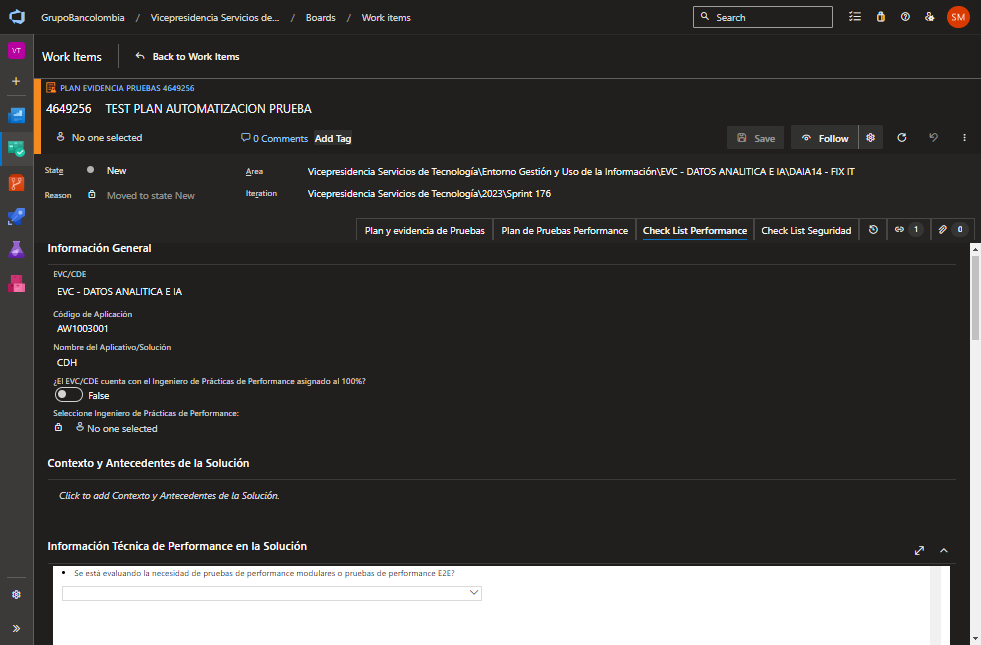 GrupoBancolombia / Vicepresidencia Servicios de... / Boards / Work items
Search
SM
VT
Work Items
Back to Work Items
PLAN EVIDENCIA PRUEBAS 4649256
4649256 TEST PLAN AUTOMATIZACION PRUEBA
No one selected
0 Comments
Add Tag
Save
Follow
State
New
Area
Vicepresidencia Servicios de Tecnología\Entorno Gestión y Uso de la Información\EVC - DATOS ANALITICA E IA\DAIA14 - FIX IT
Reason
Moved to state New
Iteration
Vicepresidencia Servicios de Tecnología\2023\Sprint 176
Plan y evidencia de Pruebas
Plan de Pruebas Performance
Check List Performance
Check List Seguridad
1
0
Información General
EVC/CDE
EVC - DATOS ANALITICA E IA
Código de Aplicación
AW1003001
Nombre del Aplicativo/Solución
CDH
¿El EVC/CDE cuenta con el Ingeniero de Prácticas de Performance asignado al 100%?
False
Seleccione Ingeniero de Prácticas de Performance:
No one selected
Contexto y Antecedentes de la Solución
Click to add Contexto y Antecedentes de la Solución.
Información Técnica de Performance en la Solución
• Se está evaluando la necesidad de pruebas de performance modulares o pruebas de performance E2E?